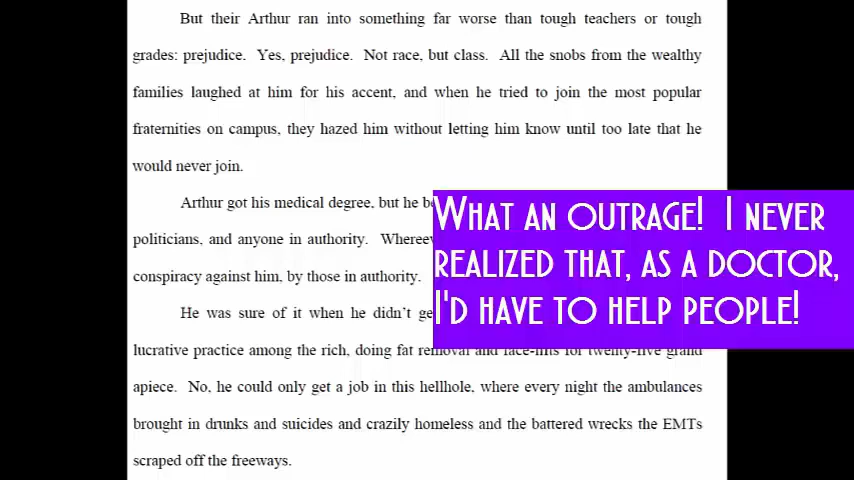 But their Arthur ran into something far worse than tough teachers or tough
grades: prejudice. Yes, prejudice. Not race, but class. All the snobs from the wealthy
families laughed at him for his accent, and when he tried to join the most popular
fraternities on campus, they hazed him without letting him know until too late that he
would never join.
Arthur got his medical degree, but he
politicians, and anyone in authority.
conspiracy against him, by those in authority.
He was sure of it when he didn't
lucrative practice among the rich, doing fat removal and face-lifts for twenty-five grand
apiece. No, he could only get a job in this hellhole, where every night the ambulances
brought in drunks and suicides and crazily homeless and the battered wrecks the EMTs
scraped off the freeways.
WHAT AN OUTRAGE! I NEVER
REALIZED THAT, AS A DOCTOR,
I'D HAVE TO HELP PEOPLE!